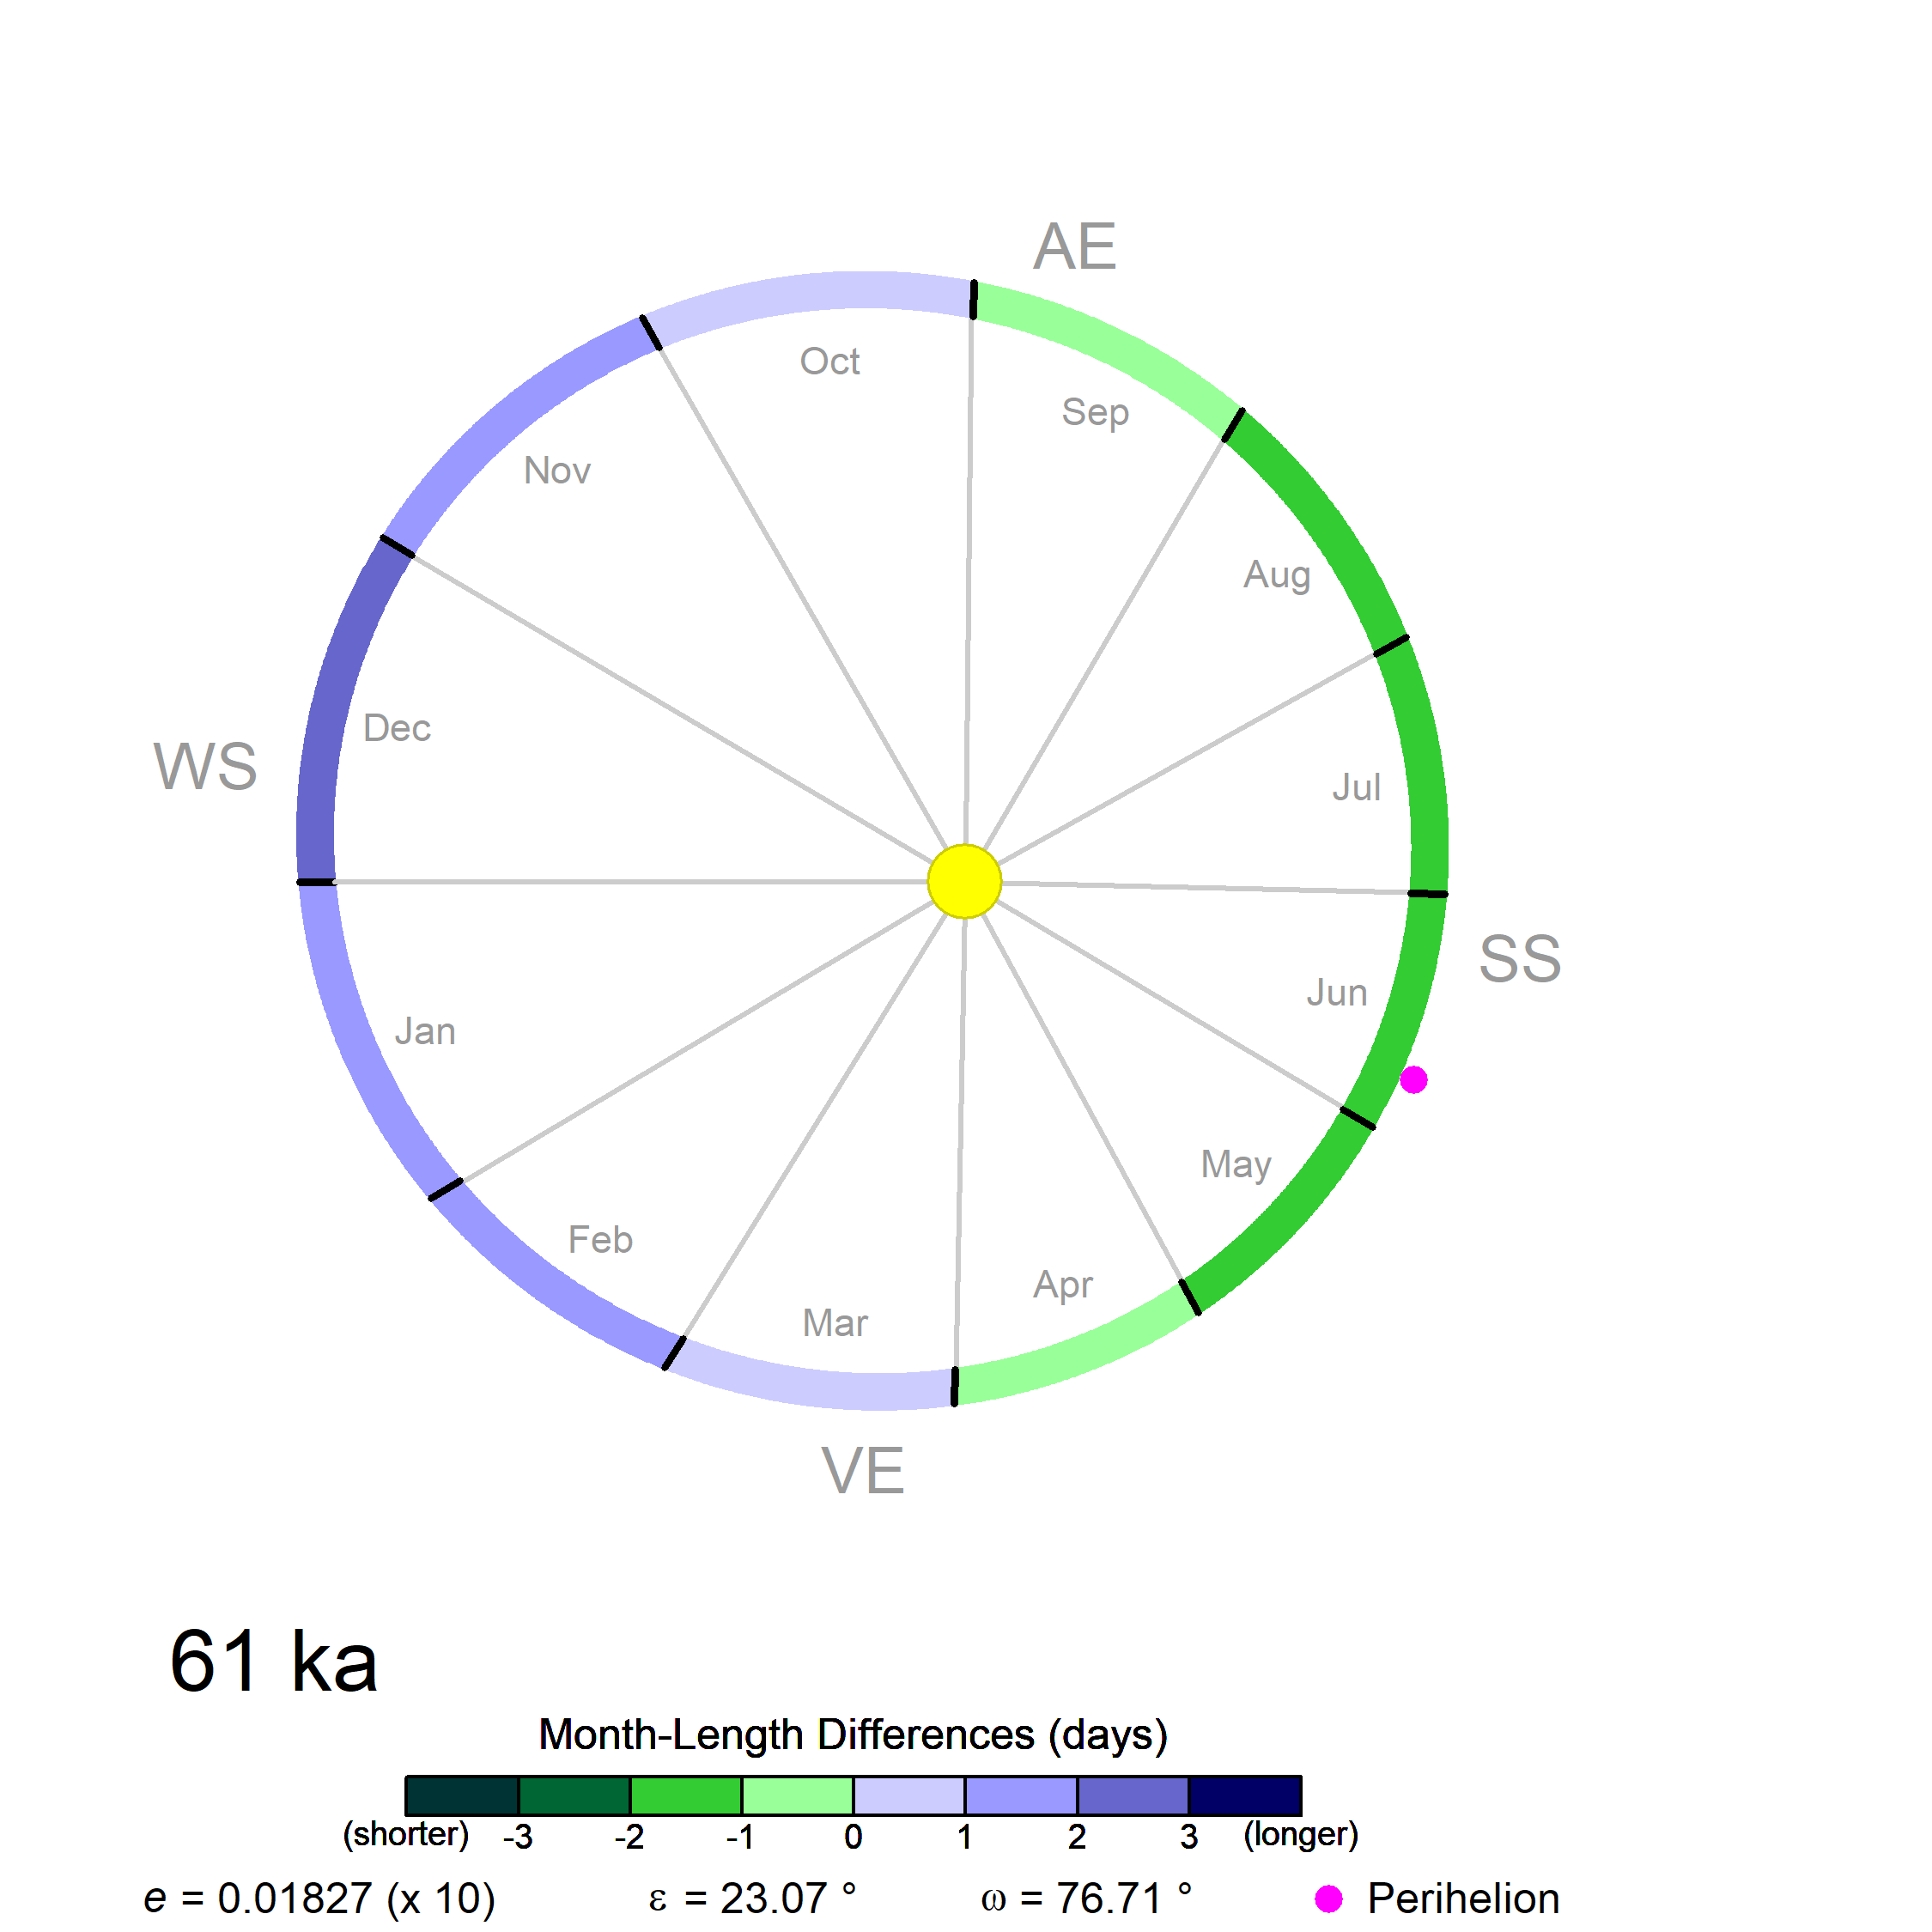 AE
Oct
Sep
Nov
Aug
Dec
WS
Jul
SS
Jun
Jan
May
Feb
Apr
Mar
VE
61 ka
Month-Length Differences (days)
(shorter) -3 -2 -1 0 1 2 3 (longer)
e = 0.01827 (x 10) ε = 23.07 ° ω = 76.71 ° Perihelion